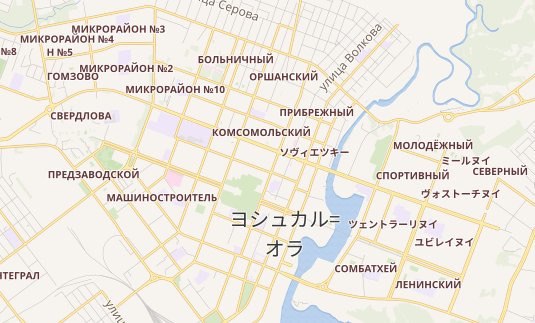 улица Серова
МИКРОРАЙОН №3
МИКРОРАЙОН №4
№8
Н №5
улица Волкова
БОЛЬНИЧНЫЙ
ГОМЗОВО
МИКРОРАЙОН №2
ОРШАНСКИЙ
МИКРОРАЙОН №10
СВЕРДЛОВА
ПРИБРЕЖНЫЙ
КОМСОМОЛЬСКИЙ
ソヴィエツキー
МОЛОДЁЖНЫЙ
ミールヌイ
ПРЕДЗАВОДСКОЙ
СПОРТИВНЫЙ
СЕВЕРНЫЙ
МАШИНОСТРОИТЕЛЬ
ヴォストーチヌイ
ヨシュカル=
オラ
ツェントラーリヌイ
ユビレイヌイ
НТЕГРАЛ
СОМБАТХЕЙ
ЛЕНИНСКИЙ
улиц